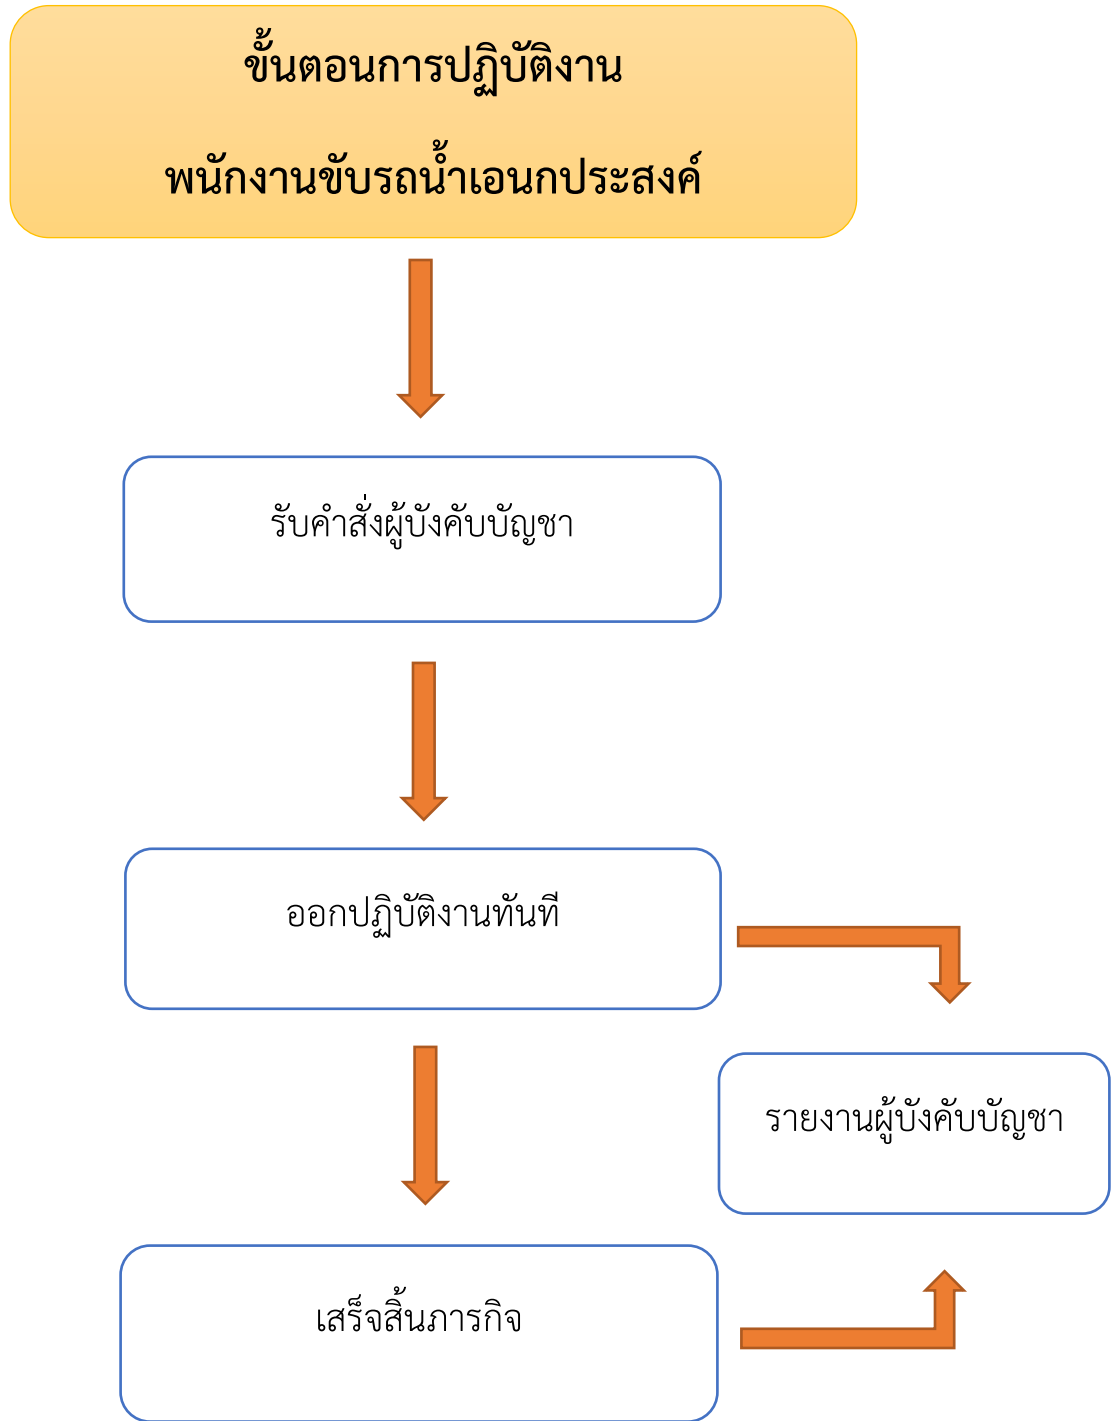 ขั้นตอนการปฏิบัติงาน
พนักงานขับรถน้ำเอนกประสงค์
รับคำสั่งผู้บังคับบัญชา
ออกปฏิบัติงานทันที
รายงานผู้บังคับบัญชา
เสร็จสิ้นภารกิจ